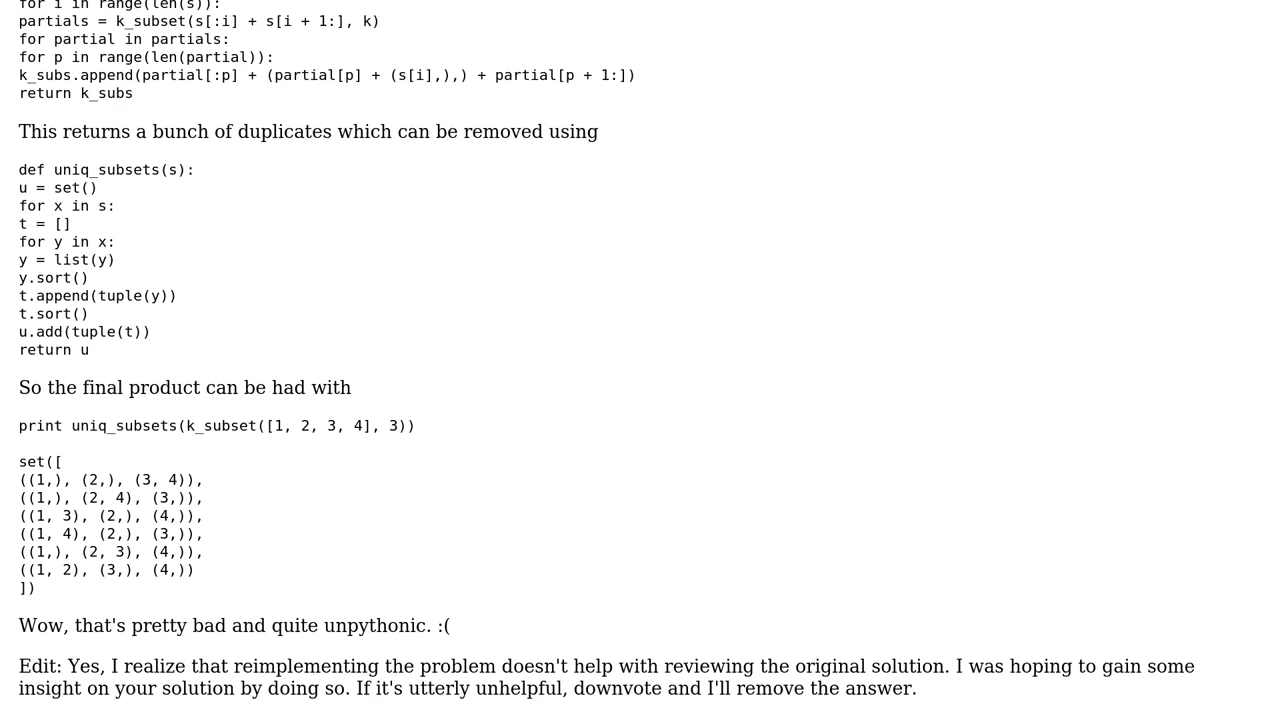 for i in range(len(s)):
partials = k_subset(s[:i] + s[i + 1:], k)
for partial in partials:
for p in range(len(partial)):
k_subs.append(partial[:p] + (partial[p] + (s[i],),) + partial[p + 1:])
return k_subs
This returns a bunch of duplicates which can be removed using
def uniq_subsets(s):
u = set()
for x in s:
t = []
for y in x:
y = list(y)
y.sort()
t.append(tuple(y))
t.sort()
u.add(tuple(t))
return u
So the final product can be had with
print uniq_subsets(k_subset([1, 2, 3, 4], 3))
set([
((1,), (2,), (3, 4)),
((1,), (2, 4), (3,)),
((1, 3), (2,), (4,)),
((1, 4), (2,), (3,)),
((1,), (2, 3), (4,)),
((1, 2), (3,), (4,))
])
Wow, that's pretty bad and quite unpythonic. :(
Edit: Yes, I realize that reimplementing the problem doesn't help with reviewing the original solution. I was hoping to gain some
insight on your solution by doing so. If it's utterly unhelpful, downvote and I'll remove the answer.